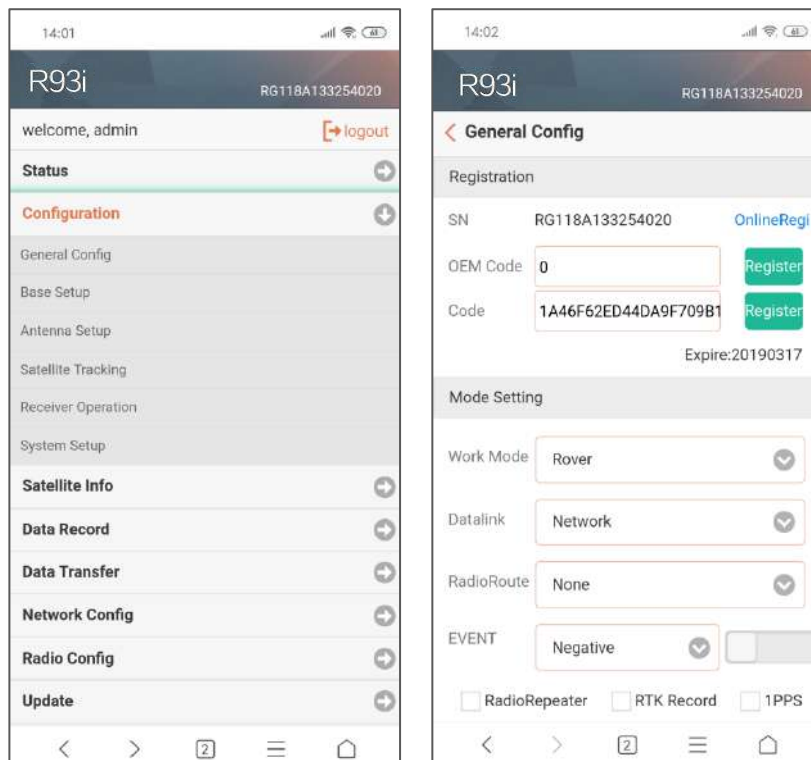 14:01
61
R93i
RG118A133254020
welcome, admin
logout
Status
Configuration
General Config
Base Setup
Antenna Setup
Satellite Tracking
Receiver Operation
System Setup
Satellite Info
Data Record
Data Transfer
Network Config
Radio Config
Update
2
14:02
61
R93i
RG118A133254020
General Config
Registration
SN RG118A133254020 OnlineRegi
OEM Code 0 Register
Code 1A46F62ED44DA9F709B1 Register
Expire:20190317
Mode Setting
Work Mode Rover
Datalink Network
RadioRoute None
EVENT Negative
RadioRepeater RTK Record 1PPS
2